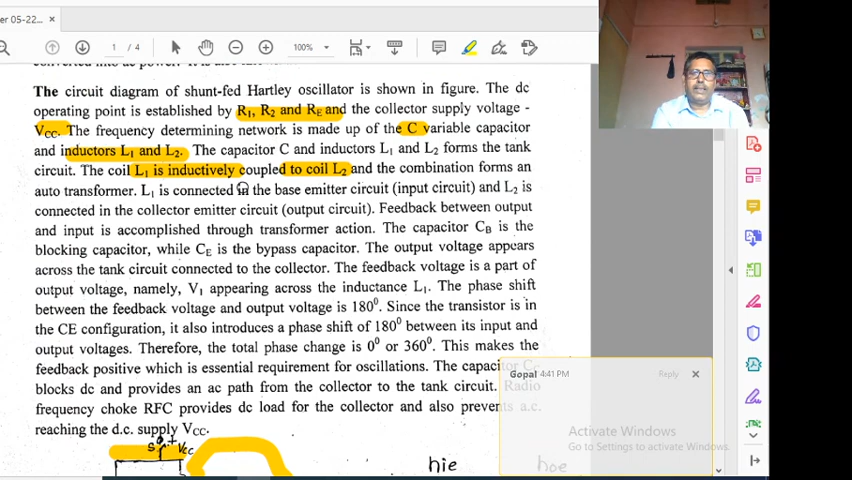 er 05-22...
1 / 4
100%
The circuit diagram of shunt-fed Hartley oscillator is shown in figure. The dc
operating point is established by R1, R2 and RE and the collector supply voltage -
VCC. The frequency determining network is made up of the C variable capacitor
and inductors L1 and L2. The capacitor C and inductors L1 and L2 forms the tank
circuit. The coil L1 is inductively coupled to coil L2 and the combination forms an
auto transformer. L1 is connected in the base emitter circuit (input circuit) and L2 is
connected in the collector emitter circuit (output circuit). Feedback between output
and input is accomplished through transformer action. The capacitor CB is the
blocking capacitor, while CE is the bypass capacitor. The output voltage appears
across the tank circuit connected to the collector. The feedback voltage is a part of
output voltage, namely, V1 appearing across the inductance L1. The phase shift
between the feedback voltage and output voltage is 180⁰. Since the transistor is in
the CE configuration, it also introduces a phase shift of 180⁰ between its input and
output voltages. Therefore, the total phase change is 0⁰ or 360⁰. This makes the
feedback positive which is essential requirement for oscillations. The capacitor
blocks dc and provides an ac path from the collector to the tank circuit. Radio
frequency choke RFC provides dc load for the collector and also prevents a.c.
reaching the d.c. supply VCC.
Gopal 4:41 PM
Reply
Activate Windows
Go to Settings to activate Windows.
S + VCC
hie hoe